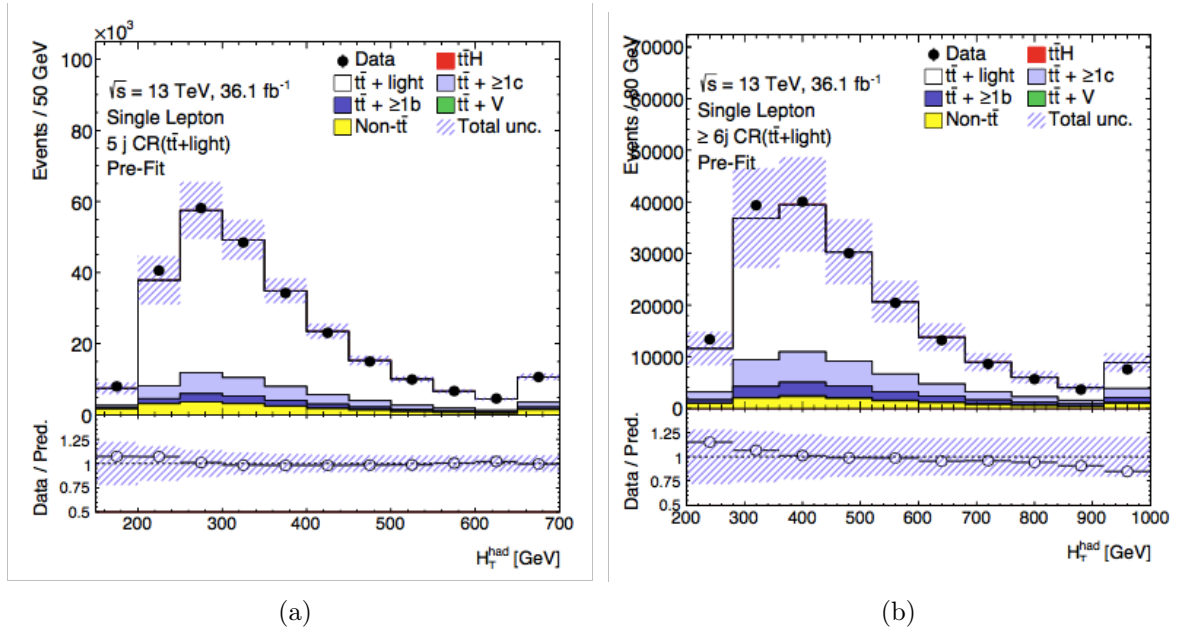 ×10³
Events / 50 GeV
100
80
60
40
20
0
√s = 13 TeV, 36.1 fb⁻¹
Single Lepton
5 j CR(tt̄+light)
Pre-Fit
Data
tt̄H
tt̄ + light
tt̄ + ≥1c
tt̄ + ≥1b
tt̄ + V
Non-tt̄
Total unc.
Data / Pred.
1.25
1
0.75
0.5
200 300 400 500 600 700
H_T^had [GeV]
(a)
Events / 80 GeV
70000
60000
50000
40000
30000
20000
10000
0
√s = 13 TeV, 36.1 fb⁻¹
Single Lepton
≥ 6j CR(tt̄+light)
Pre-Fit
Data
tt̄H
tt̄ + light
tt̄ + ≥1c
tt̄ + ≥1b
tt̄ + V
Non-tt̄
Total unc.
Data / Pred.
1.25
1
0.75
0.5
200 300 400 500 600 700 800 900 1000
H_T^had [GeV]
(b)